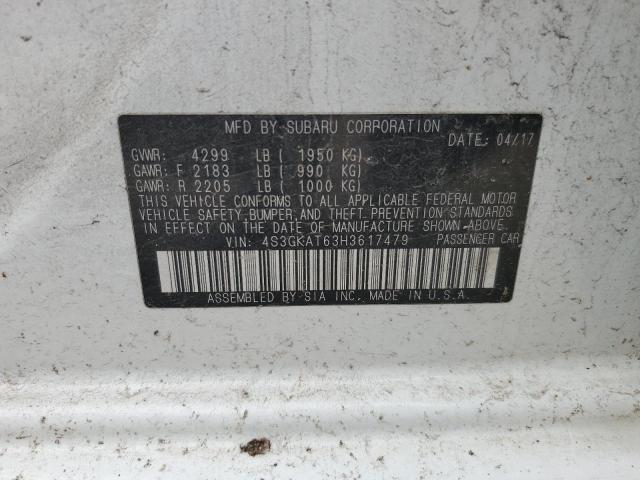 MFD BY SUBARU CORPORATION
DATE: 04/17
GVWR: 4299 LB ( 1950 KG)
GAWR: F 2183 LB ( 990 KG)
GAWR: R 2205 LB ( 1000 KG)
THIS VEHICLE CONFORMS TO ALL APPLICABLE FEDERAL MOTOR
VEHICLE SAFETY, BUMPER, AND THEFT PREVENTION STANDARDS
IN EFFECT ON THE DATE OF MANUFACTURE SHOWN ABOVE.
VIN: 4S3GKAT63H3617479 PASSENGER CAR
ASSEMBLED BY SIA INC. MADE IN U.S.A.